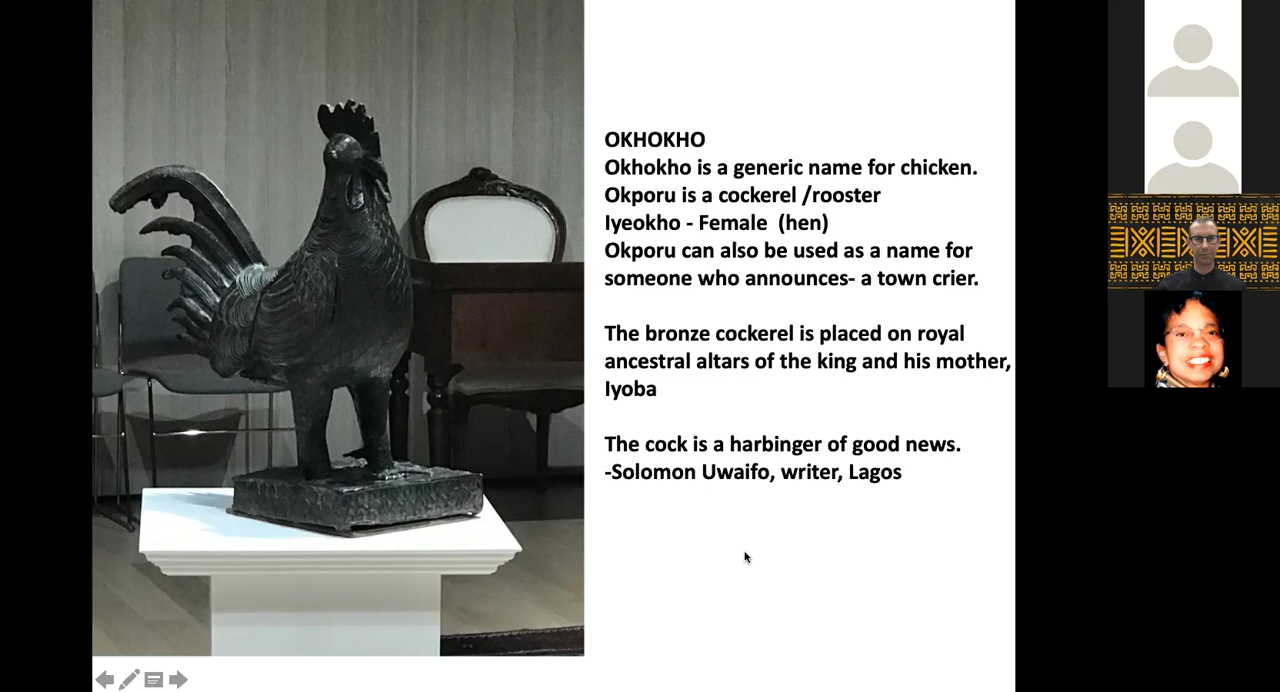 OKHOKHO
Okhokho is a generic name for chicken.
Okporu is a cockerel /rooster
Iyeokho - Female  (hen)
Okporu can also be used as a name for
someone who announces- a town crier.
The bronze cockerel is placed on royal
ancestral altars of the king and his mother,
Iyoba
The cock is a harbinger of good news.
-Solomon Uwaifo, writer, Lagos